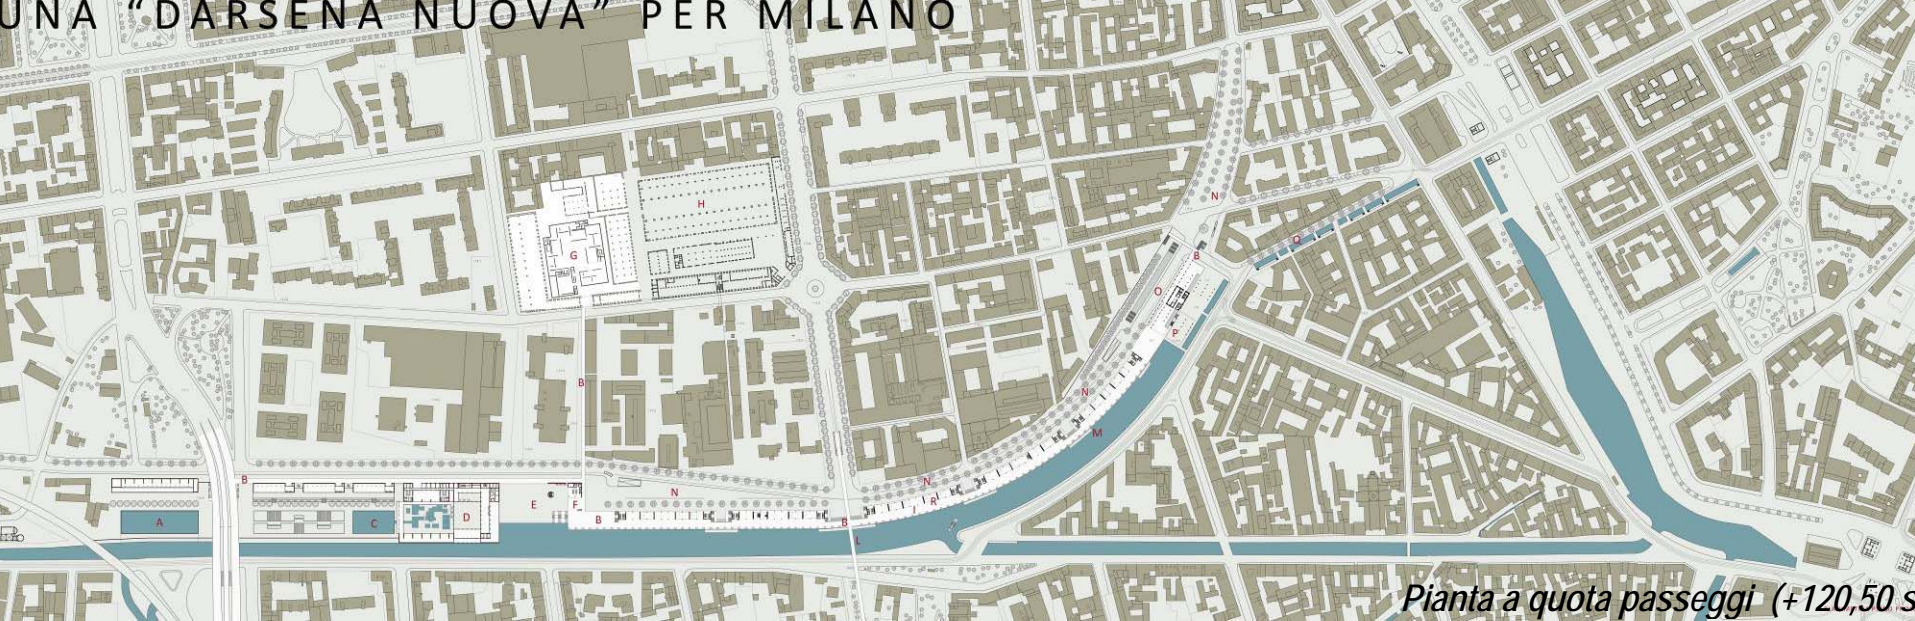 UNA “DARSENA NUOVA” PER MILANO
N
H
Q
G
B
O
P
B
N
M
B
N
N
R
I
A
C
D
E
F
B
B
L
Pianta a quota passeggi (+120,50 s